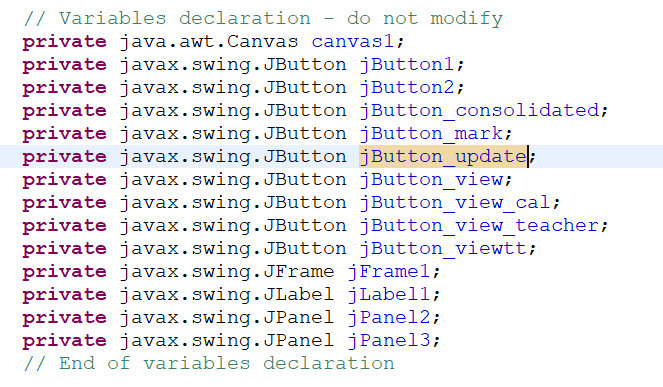 // Variables declaration - do not modify
private java.awt.Canvas canvas1;
private javax.swing.JButton jButton1;
private javax.swing.JButton jButton2;
private javax.swing.JButton jButton_consolidated;
private javax.swing.JButton jButton_mark;
private javax.swing.JButton jButton_update;
private javax.swing.JButton jButton_view;
private javax.swing.JButton jButton_view_cal;
private javax.swing.JButton jButton_view_teacher;
private javax.swing.JButton jButton_viewtt;
private javax.swing.JFrame jFrame1;
private javax.swing.JLabel jLabel1;
private javax.swing.JPanel jPanel2;
private javax.swing.JPanel jPanel3;
// End of variables declaration